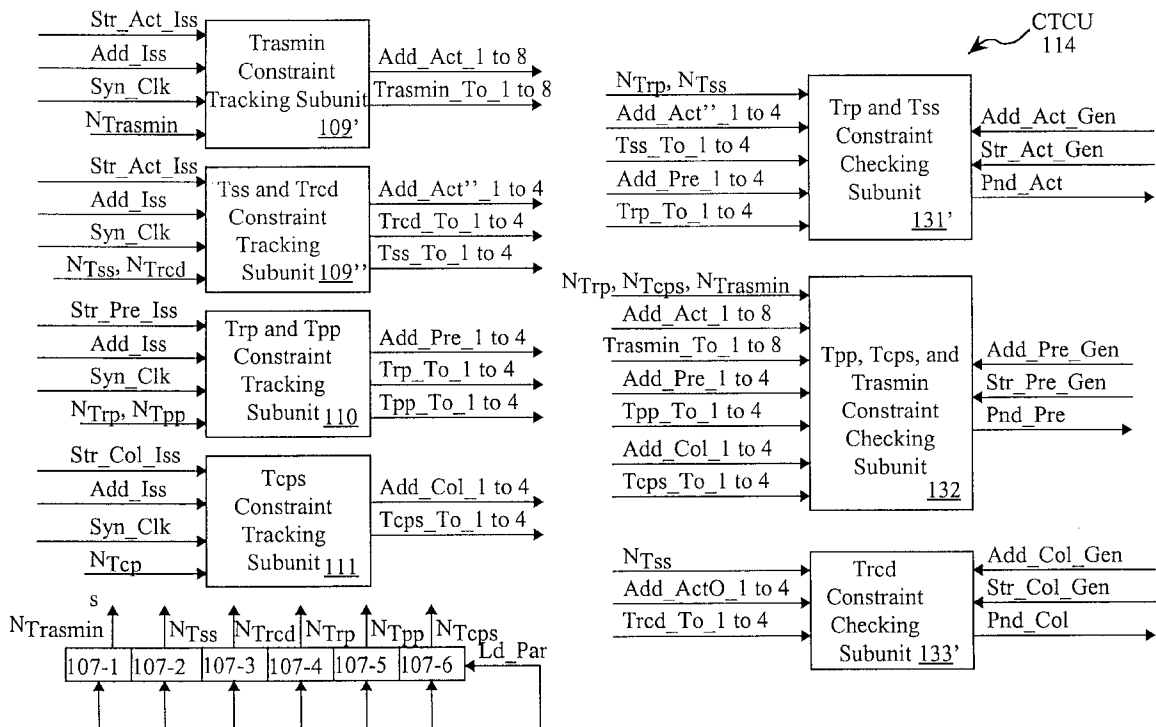 CTCU
114
Str_Act_Iss
Add_Iss
Syn_Clk
NTrasmin
Trasmin
Constraint
Tracking Subunit
109'
Add_Act_1 to 8
Trasmin_To_1 to 8
Str_Act_Iss
Add_Iss
Syn_Clk
NTss, NTrcd
Tss and Trcd
Constraint
Tracking
Subunit 109''
Add_Act''_1 to 4
Trcd_To_1 to 4
Tss_To_1 to 4
Str_Pre_Iss
Add_Iss
Syn_Clk
NTrp, NTpp
Trp and Tpp
Constraint
Tracking
Subunit 110
Add_Pre_1 to 4
Trp_To_1 to 4
Tpp_To_1 to 4
Str_Col_Iss
Add_Iss
Syn_Clk
NTcp
s
Tcps
Constraint
Tracking
Subunit 111
Add_Col_1 to 4
Tcps_To_1 to 4
NTrasmin
NTss
NTrcd
NTrp
NTpp
NTcps
Ld_Par
107-1 107-2 107-3 107-4 107-5 107-6
NTrp, NTss
Add_Act''_1 to 4
Tss_To_1 to 4
Add_Pre_1 to 4
Trp_To_1 to 4
Trp and Tss
Constraint
Checking
Subunit
131'
Add_Act_Gen
Str_Act_Gen
Pnd_Act
NTrp, NTcps, NTrasmin
Add_Act_1 to 8
Trasmin_To_1 to 8
Add_Pre_1 to 4
Tpp_To_1 to 4
Add_Col_1 to 4
Tcps_To_1 to 4
Tpp, Tcps, and
Trasmin
Constraint
Checking
Subunit
132
Add_Pre_Gen
Str_Pre_Gen
Pnd_Pre
NTss
Add_ActO_1 to 4
Trcd_To_1 to 4
Trcd
Constraint
Checking
Subunit 133'
Add_Col_Gen
Str_Col_Gen
Pnd_Col